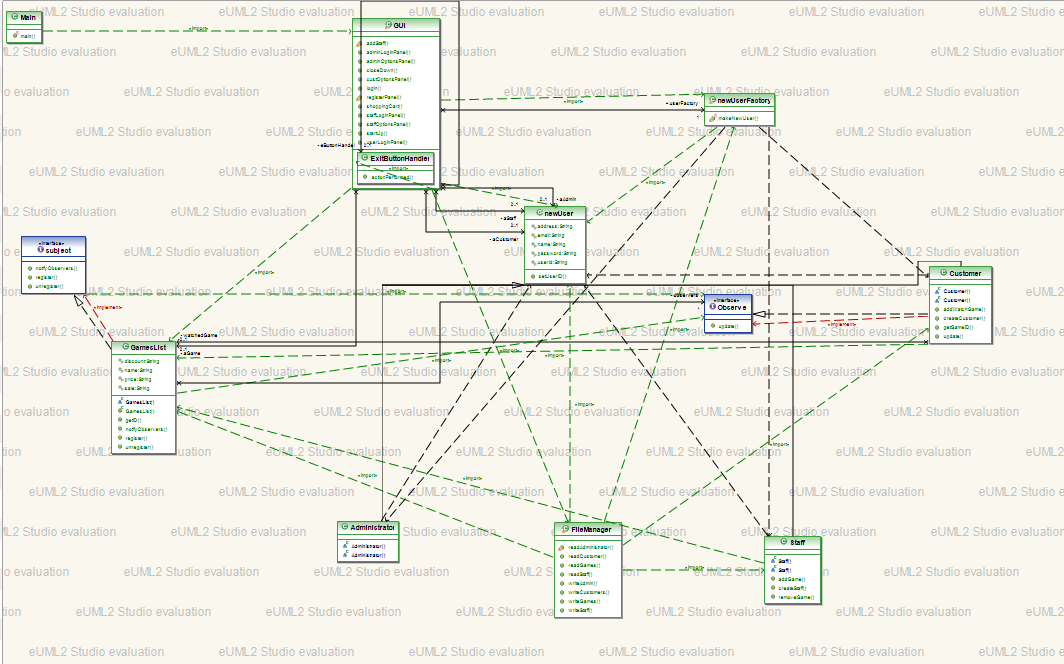 Main
main()
GUI
addStaff()
adminLoginPanel()
adminOptionsPanel()
closeDown()
custOptionsPanel()
login()
registerPanel()
shoppingCart()
staffLoginPanel()
staffOptionsPanel()
startUp()
userLoginPanel()
ExitButtonHandler
actionPerformed()
newUserFactory
makeNewUser()
- userFactory
newUser
address:String
email:String
name:String
password:String
userId:String
setUserID()
- aAdmin
- aStaff
- aCustomer
«interface»
subject
notifyObservers()
register()
unregister()
«interface»
Observe
update()
Customer
Customer()
Customer()
addWatchGame()
createCustomer()
getGameID()
update()
GamesList
discount:String
name:String
price:String
sale:String
GamesList()
GamesList()
getID()
notifyObservers()
register()
unregister()
- watchedGame
- aGame
«import»
«implement»
Administrator
Administrator()
Administrator()
FileManager
readAdministrator()
readCustomer()
readGames()
readStaff()
writeAdmin()
writeCustomers()
writeGames()
writeStaff()
Staff
Staff()
Staff()
addGame()
createStaff()
removeGame()
eUML2 Studio evaluation